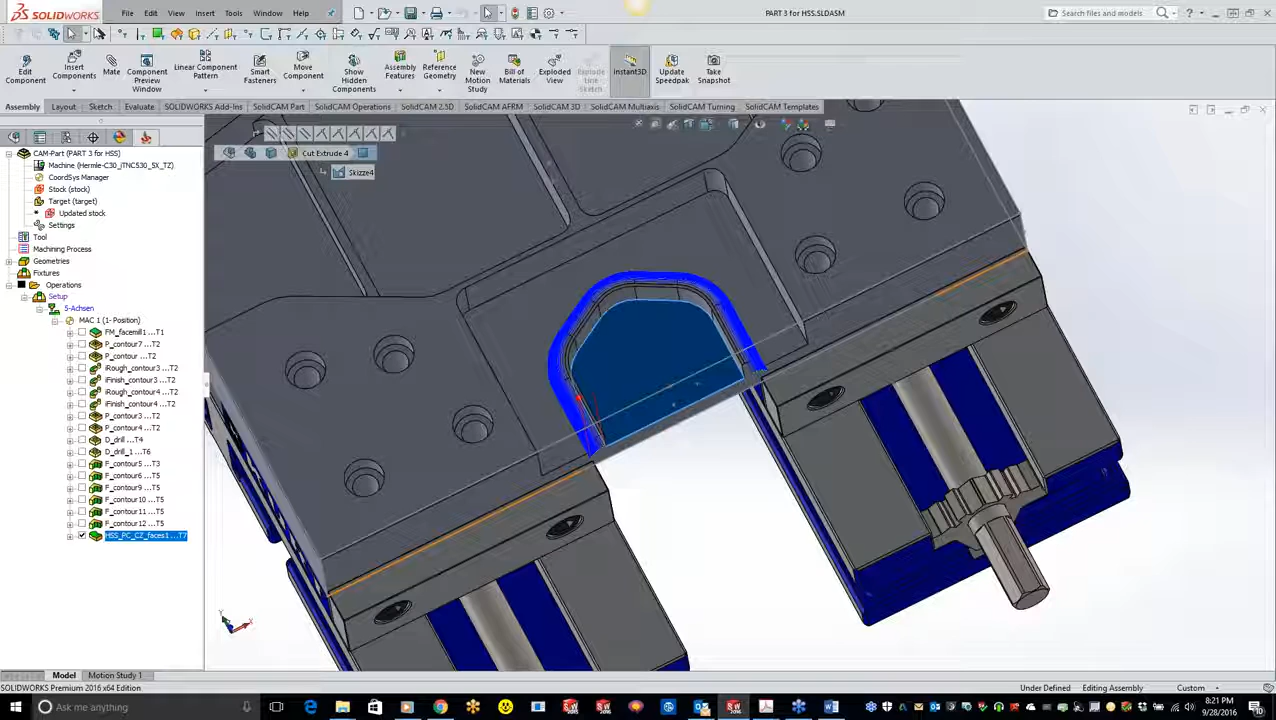 SOLIDWORKS File Edit View Insert Tools Window Help PART 3 for HSS.SLDASM Search files and models
Edit Component
Insert Components
Mate
Component Preview Window
Linear Component Pattern
Smart Fasteners
Move Component
Show Hidden Components
Assembly Features
Reference Geometry
New Motion Study
Bill of Materials
Exploded View
Explode Line Sketch
Instant3D
Update Speedpak
Take Snapshot
Assembly Layout Sketch Evaluate SOLIDWORKS Add-Ins SolidCAM Part SolidCAM Operations SolidCAM 2.5D SolidCAM AFRM SolidCAM 3D SolidCAM Multiaxis SolidCAM Turning SolidCAM Templates
CAM-Part (PART 3 for HSS)
Machine (Hermle-C30_iTNC530_5X_TZ)
CoordSys Manager
Stock (stock)
Target (target)
Updated stock
Settings
Tool
Machining Process
Geometries
Fixtures
Operations
Setup
5-Achsen
MAC 1 (1- Position)
FM_facemill1 ...T1
P_contour7 ...T2
P_contour ...T2
iRough_contour3 ...T2
iFinish_contour3 ...T2
iRough_contour4 ...T2
iFinish_contour4 ...T2
P_contour3 ...T2
P_contour4 ...T2
D_drill ...T4
D_drill_1 ...T6
F_contour5 ...T3
F_contour6 ...T5
F_contour9 ...T5
F_contour10 ...T5
F_contour11 ...T5
F_contour12 ...T5
HSS_PC_CZ_faces1 ...T7
Cut Extrude 4
Skizze4
Y
X
Model Motion Study 1
SOLIDWORKS Premium 2016 x64 Edition Under Defined Editing Assembly Custom
Ask me anything
8:21 PM
9/28/2016